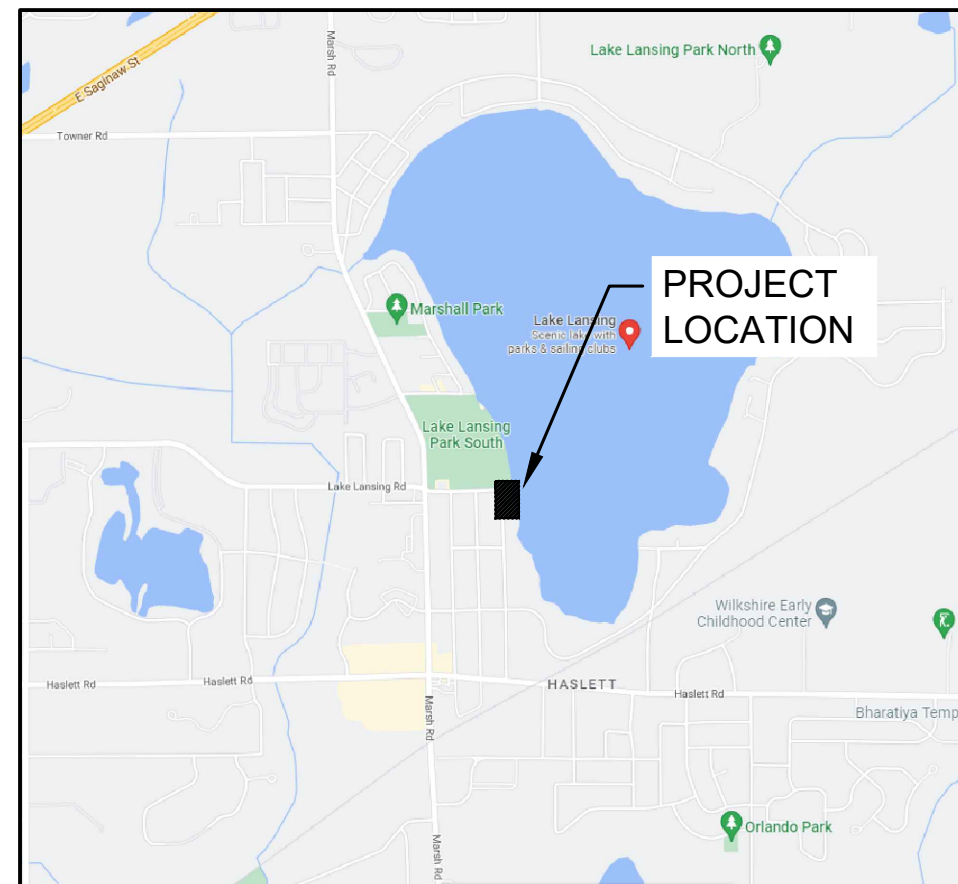 Marsh Rd
Lake Lansing Park North
E Saginaw St
Towner Rd
PROJECT
LOCATION
Marshall Park
Lake Lansing
Scenic lake with
parks & sailing clubs
Lake Lansing
Park South
Lake Lansing Rd
Wilkshire Early
Childhood Center
Haslett Rd
Haslett Rd
HASLETT
Haslett Rd
Marsh Rd
Bharatiya Temp
Orlando Park
Marsh Rd